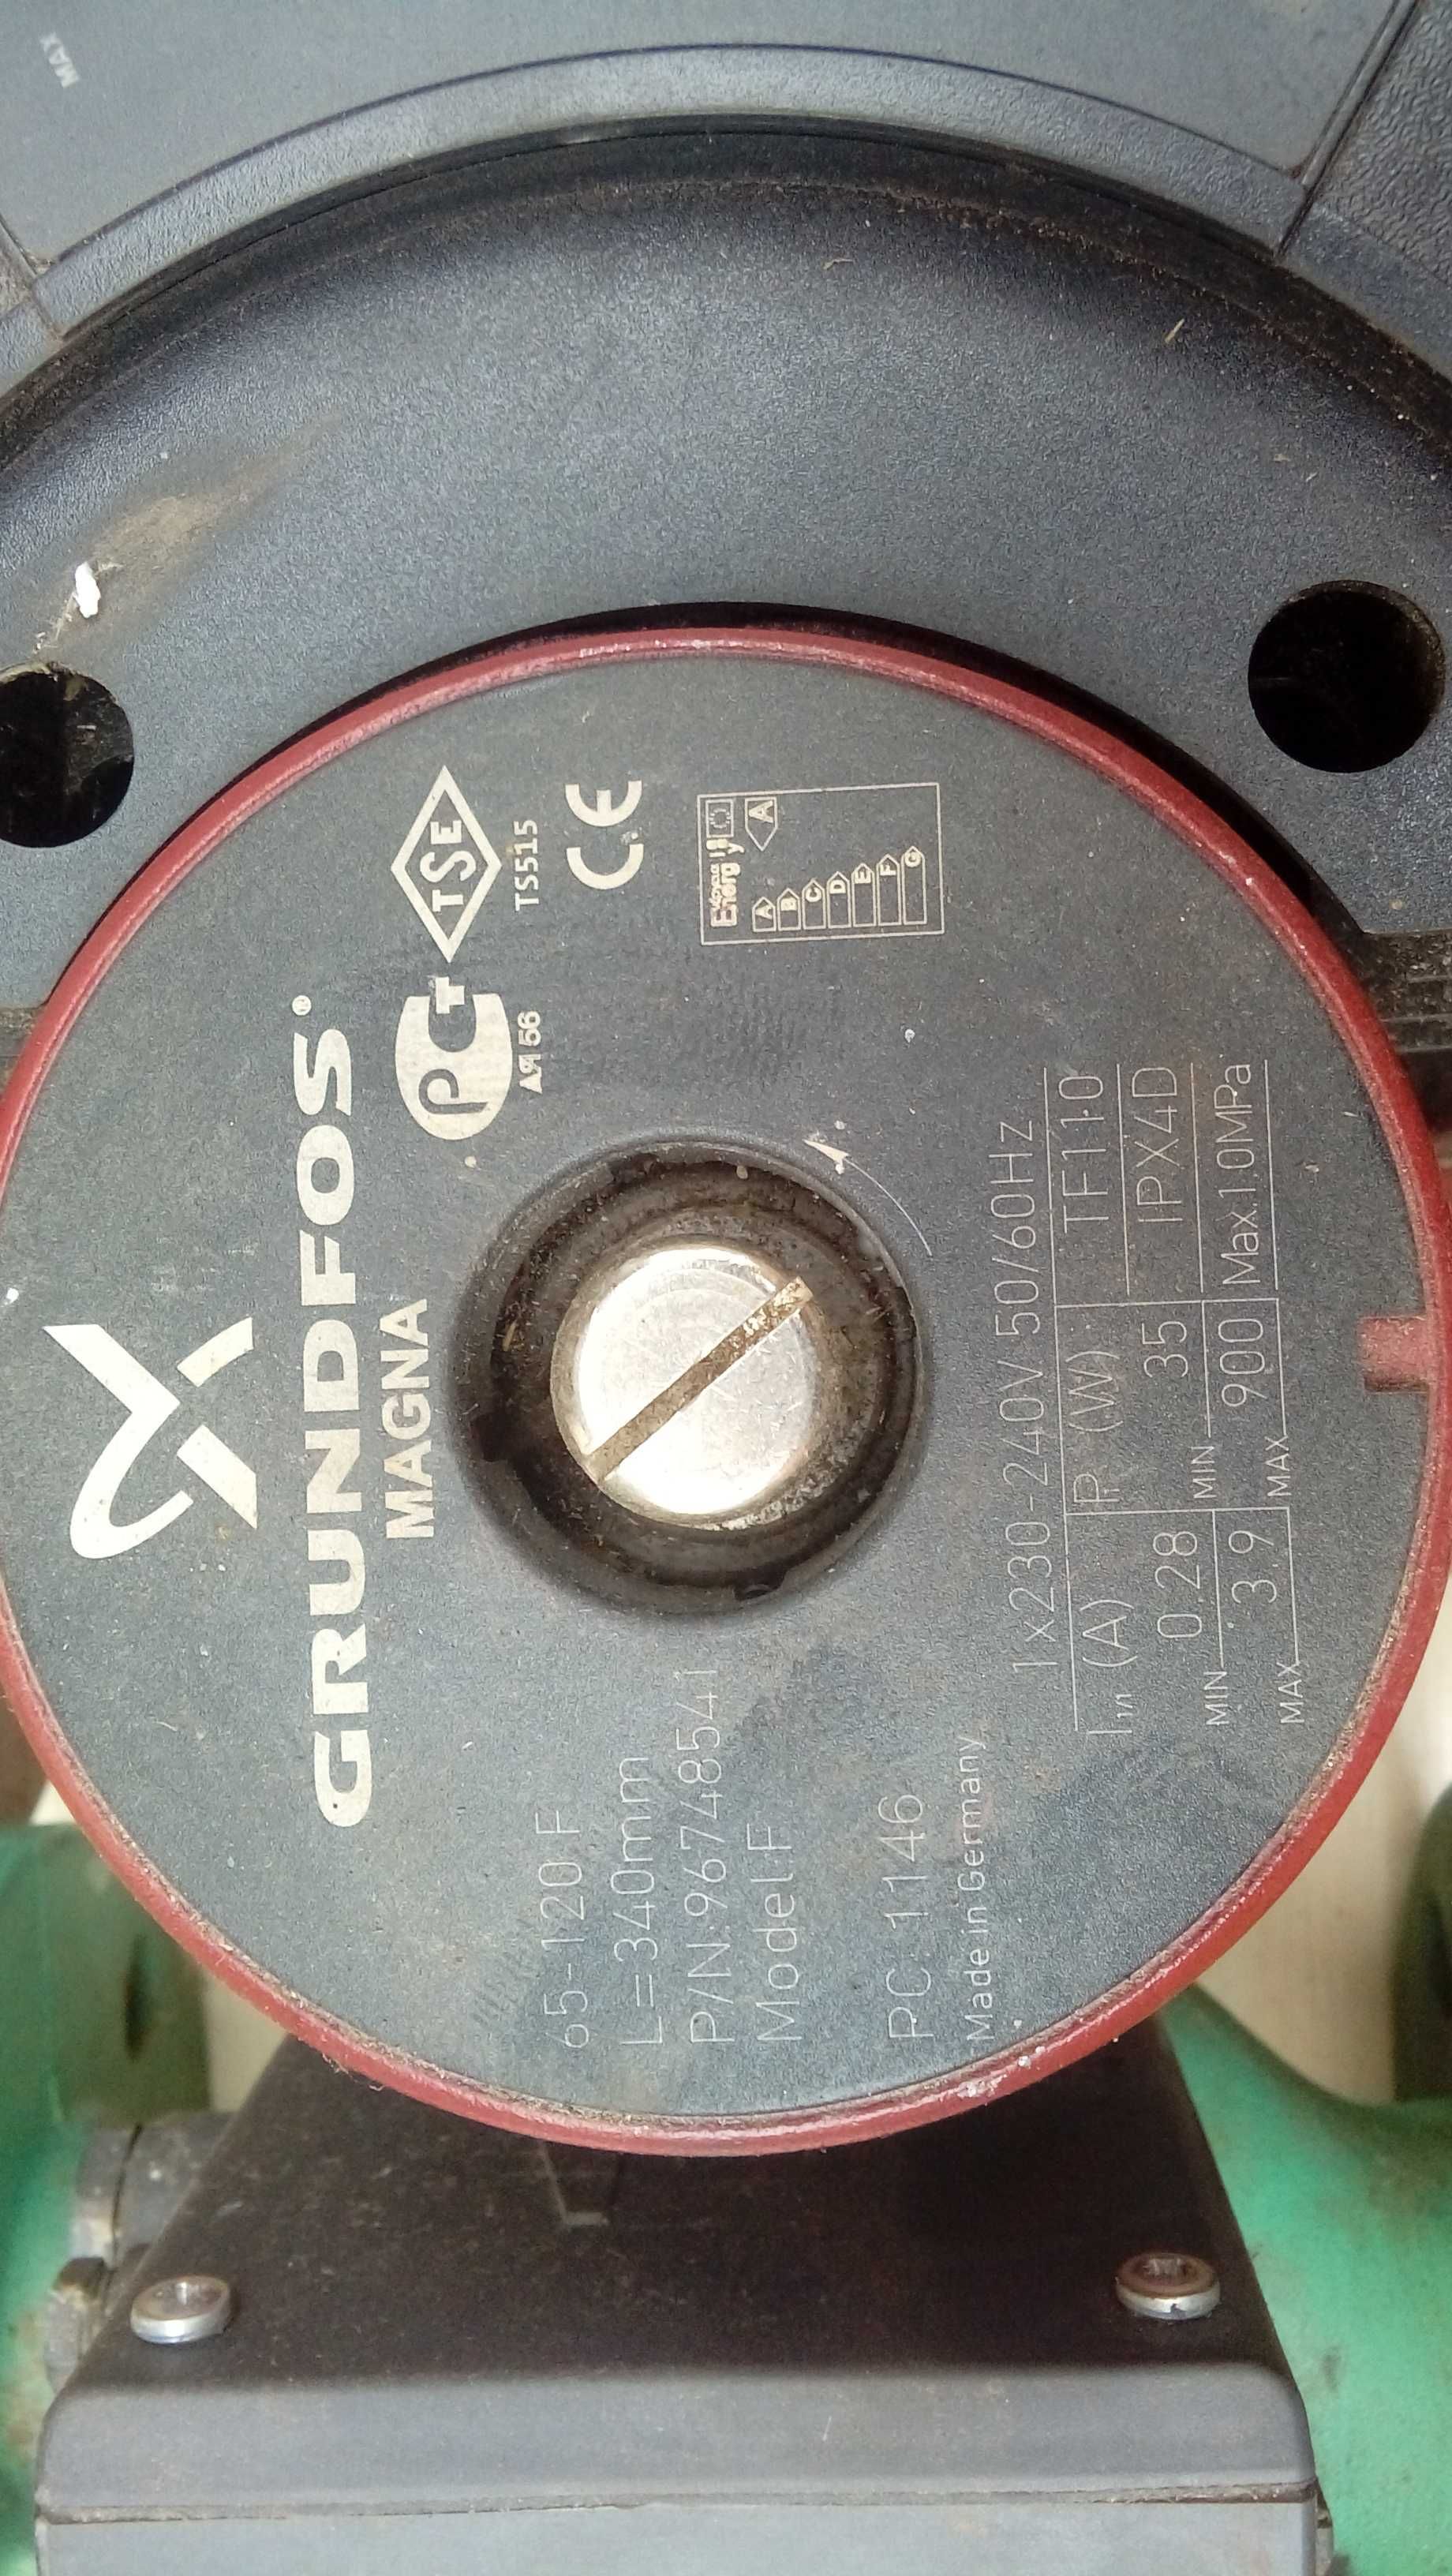 MAX
GRUNDFOS®
MAGNA
РСТ
АЯ56
TSE
TS515
CE
Energy
A
A
B
C
D
E
F
G
65-120 F
L=340mm
P/N:96748541
Model:F
PC:1146
Made in Germany
1x230-240V 50/60Hz
I1/1 (A) P1 (W) TF110
MIN 0.28 MIN 35 IPX4D
MAX 3.9 MAX 900 Max.1.0MPa